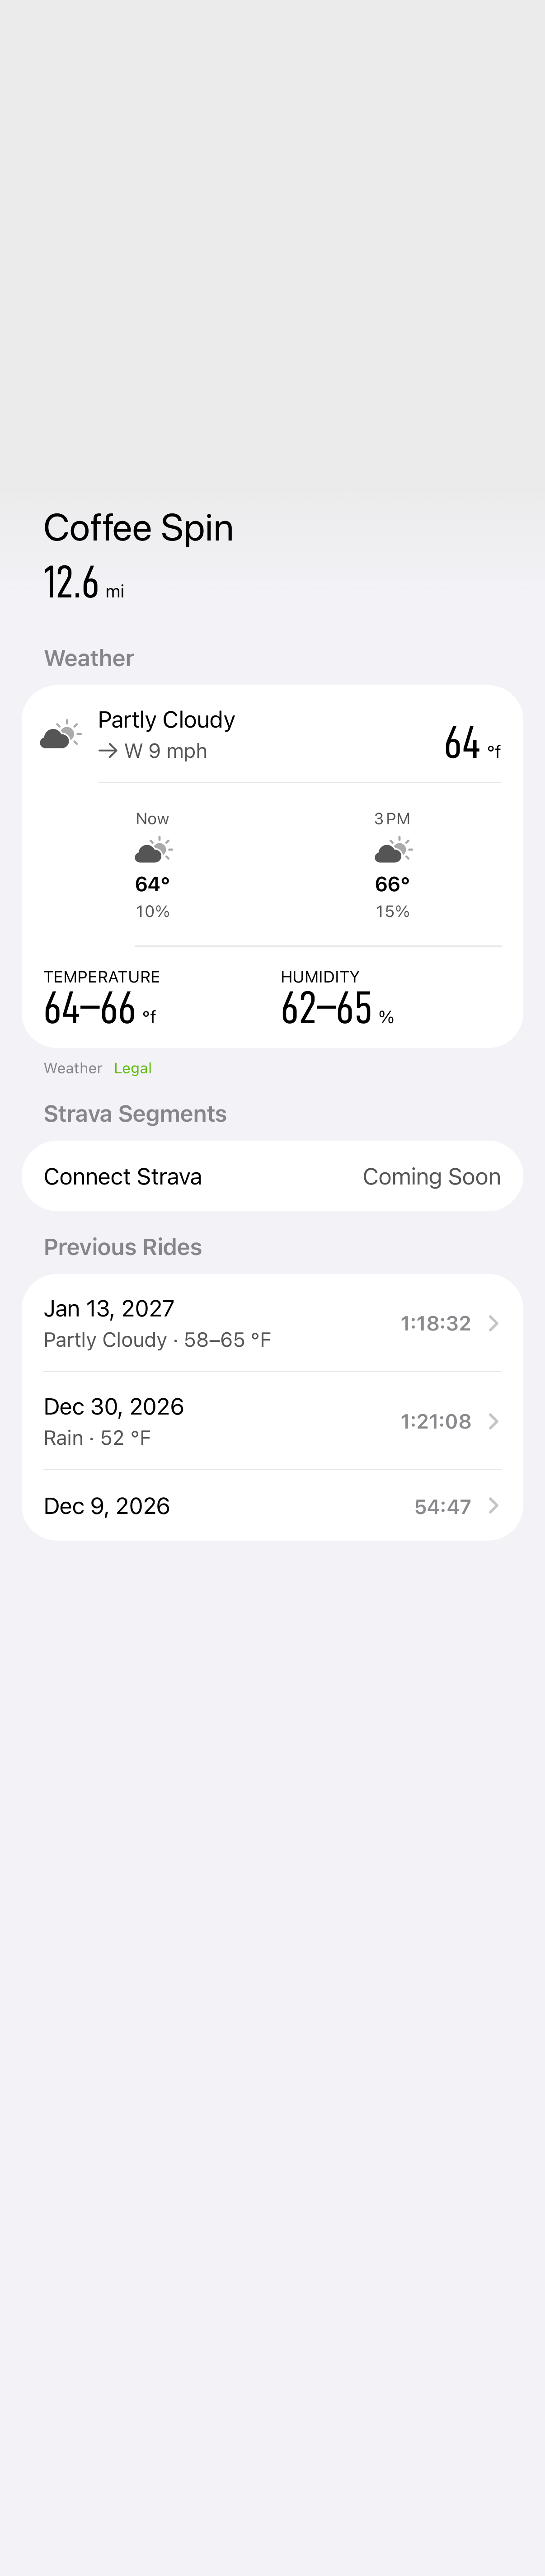 Coffee Spin
12.6 mi
Weather
Partly Cloudy
→ W 9 mph
64 °f
Now
3 PM
64°
66°
10%
15%
TEMPERATURE
HUMIDITY
64–66 °f
62–65 %
Weather Legal
Strava Segments
Connect Strava
Coming Soon
Previous Rides
Jan 13, 2027
Partly Cloudy · 58–65 °F
1:18:32
Dec 30, 2026
Rain · 52 °F
1:21:08
Dec 9, 2026
54:47